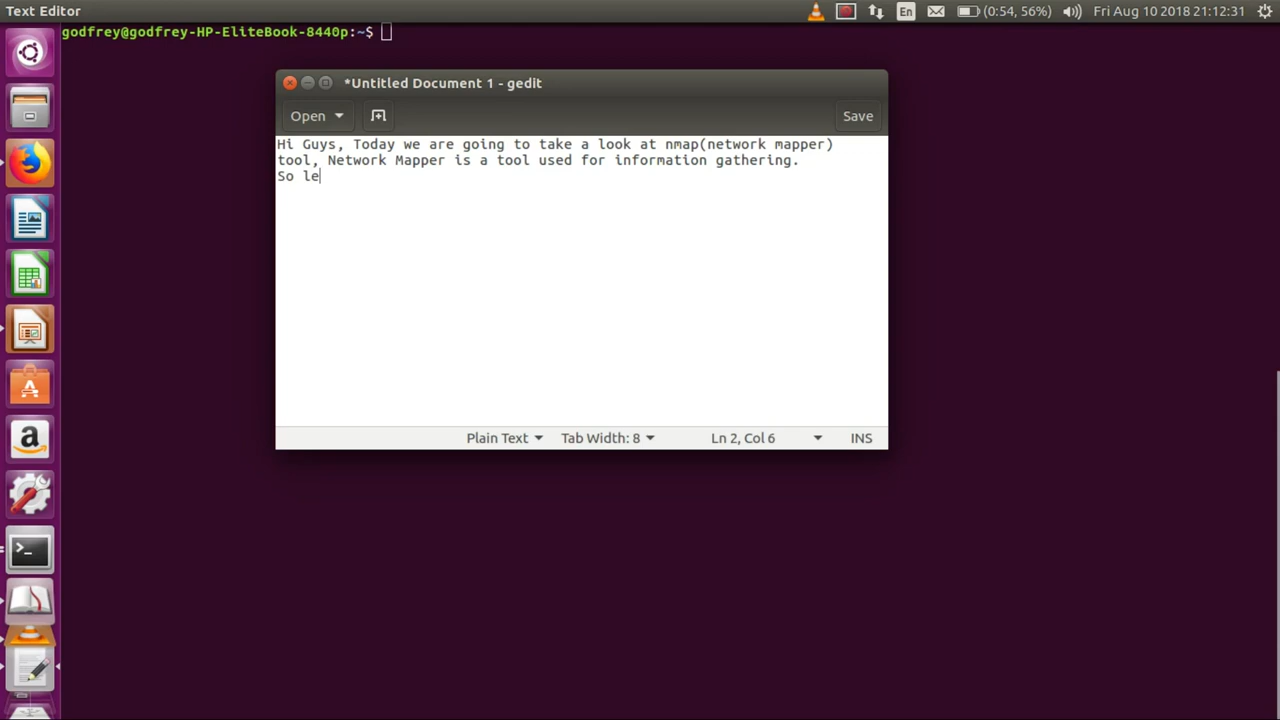 Text Editor
En
(0:54, 56%)
Fri Aug 10 2018 21:12:31
godfrey@godfrey-HP-EliteBook-8440p:~$
*Untitled Document 1 - gedit
Open
Save
Hi Guys, Today we are going to take a look at nmap(network mapper)
tool, Network Mapper is a tool used for information gathering.
So le
Plain Text
Tab Width: 8
Ln 2, Col 6
INS